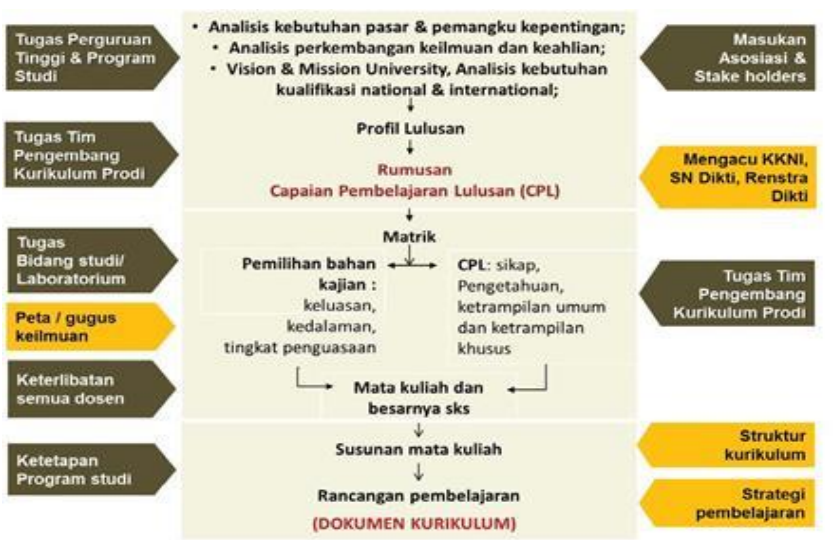 Tugas Perguruan
Tinggi & Program
Studi
• Analisis kebutuhan pasar & pemangku kepentingan;
• Analisis perkembangan keilmuan dan keahlian;
• Vision & Mission University, Analisis kebutuhan
kualifikasi national & international;
Masukan
Asosiasi &
Stake holders
Profil Lulusan
Tugas Tim
Pengembang
Kurikulum Prodi
Rumusan
Capaian Pembelajaran Lulusan (CPL)
Mengacu KKNI,
SN Dikti, Renstra
Dikti
Matrik
Tugas
Bidang studi/
Laboratorium
Pemilihan bahan
kajian :
keluasan,
kedalaman,
tingkat penguasaan
CPL: sikap,
Pengetahuan,
ketrampilan umum
dan ketrampilan
khusus
Tugas Tim
Pengembang
Kurikulum Prodi
Peta / gugus
keilmuan
Keterlibatan
semua dosen
Mata kuliah dan
besarnya sks
Susunan mata kuliah
Struktur
kurikulum
Ketetapan
Program studi
Rancangan pembelajaran
(DOKUMEN KURIKULUM)
Strategi
pembelajaran